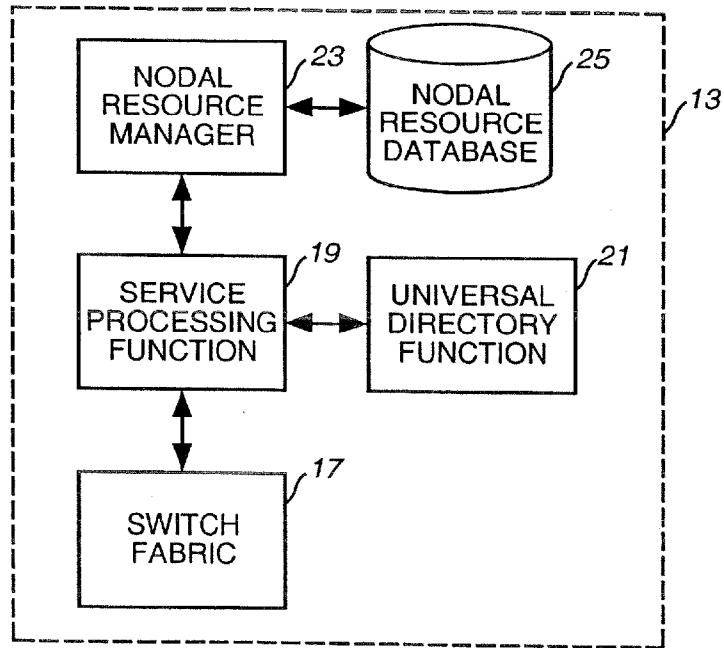 23
NODAL
RESOURCE
MANAGER
25
NODAL
RESOURCE
DATABASE
13
19
SERVICE
PROCESSING
FUNCTION
21
UNIVERSAL
DIRECTORY
FUNCTION
17
SWITCH
FABRIC